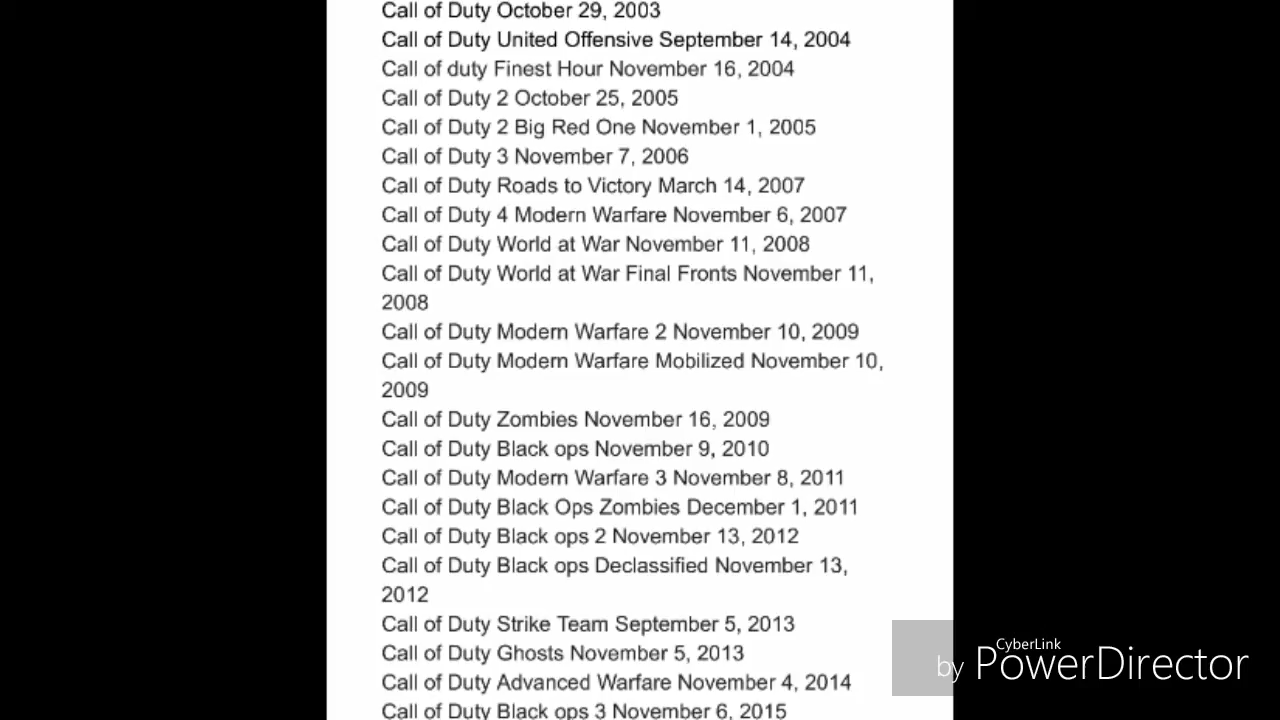 Call of Duty October 29, 2003
Call of Duty United Offensive September 14, 2004
Call of duty Finest Hour November 16, 2004
Call of Duty 2 October 25, 2005
Call of Duty 2 Big Red One November 1, 2005
Call of Duty 3 November 7, 2006
Call of Duty Roads to Victory March 14, 2007
Call of Duty 4 Modern Warfare November 6, 2007
Call of Duty World at War November 11, 2008
Call of Duty World at War Final Fronts November 11,
2008
Call of Duty Modern Warfare 2 November 10, 2009
Call of Duty Modern Warfare Mobilized November 10,
2009
Call of Duty Zombies November 16, 2009
Call of Duty Black ops November 9, 2010
Call of Duty Modern Warfare 3 November 8, 2011
Call of Duty Black Ops Zombies December 1, 2011
Call of Duty Black ops 2 November 13, 2012
Call of Duty Black ops Declassified November 13,
2012
Call of Duty Strike Team September 5, 2013
Call of Duty Ghosts November 5, 2013
Call of Duty Advanced Warfare November 4, 2014
Call of Duty Black ops 3 November 6, 2015
CyberLink
by PowerDirector